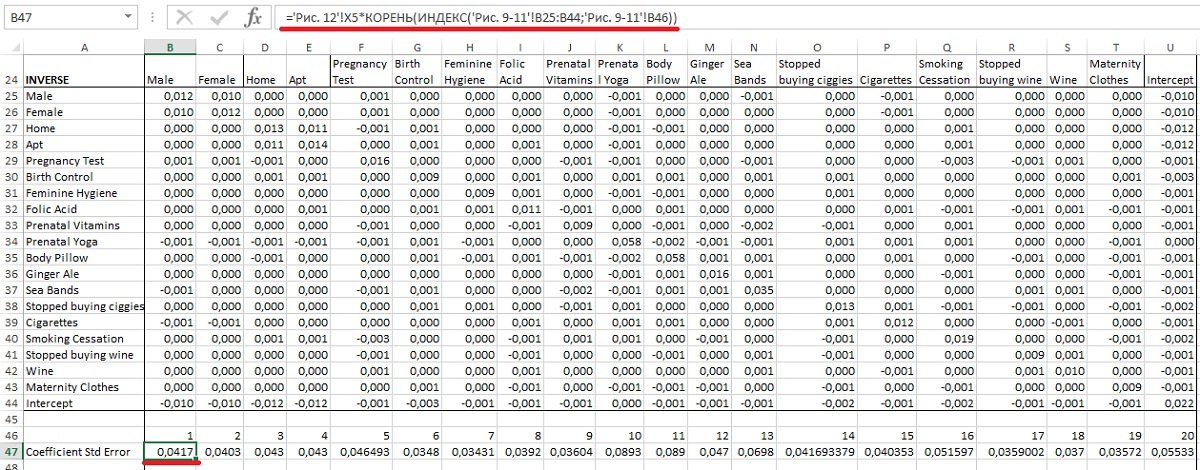 B47 fx ='Рис. 12'!X5*КОРЕНЬ(ИНДЕКС('Рис. 9-11'!B25:B44;'Рис. 9-11'!B46))
A B C D E F G H I J K L M N O P Q R S T U
Pregnancy Birth Feminine Folic Prenatal Prenata Body Ginger Sea Stopped Smoking Stopped Maternity
24 INVERSE Male Female Home Apt Test Control Hygiene Acid Vitamins l Yoga Pillow Ale Bands buying ciggies Cigarettes Cessation buying wine Wine Clothes Intercept
25 Male 0,012 0,010 0,000 0,000 0,001 0,000 0,000 0,000 0,000 -0,001 0,000 0,000 -0,001 0,000 -0,001 0,000 0,000 0,000 0,000 -0,010
26 Female 0,010 0,012 0,000 0,000 0,001 0,000 0,000 0,000 0,000 -0,001 0,000 0,000 0,000 0,000 -0,001 0,000 0,000 0,000 0,000 -0,010
27 Home 0,000 0,000 0,013 0,011 -0,001 0,001 0,000 0,000 0,000 -0,001 -0,001 0,000 0,000 0,000 0,000 0,001 0,000 0,000 0,000 -0,012
28 Apt 0,000 0,000 0,011 0,014 0,000 0,001 0,000 0,001 0,000 -0,001 0,000 0,000 0,000 0,000 0,000 0,001 0,000 0,000 0,000 -0,012
29 Pregnancy Test 0,001 0,001 -0,001 0,000 0,016 0,000 0,000 0,000 -0,001 -0,001 0,000 0,000 -0,001 0,000 0,000 -0,003 -0,001 0,001 0,000 -0,001
30 Birth Control 0,000 0,000 0,001 0,001 0,000 0,009 0,000 0,001 0,000 -0,001 0,001 0,000 0,000 0,001 0,000 0,000 0,000 0,000 0,001 -0,003
31 Feminine Hygiene 0,000 0,000 0,000 0,000 0,000 0,000 0,009 0,001 0,000 -0,001 -0,001 0,000 0,000 0,001 0,000 0,000 0,000 0,000 0,000 -0,001
32 Folic Acid 0,000 0,000 0,000 0,001 0,000 0,001 0,001 0,011 -0,001 0,000 -0,001 0,000 0,000 0,000 0,000 0,001 -0,001 0,000 -0,001 -0,001
33 Prenatal Vitamins 0,000 0,000 0,000 0,000 -0,001 0,000 0,000 -0,001 0,009 0,000 -0,001 0,000 -0,002 -0,001 0,000 0,001 0,000 0,000 0,000 -0,001
34 Prenatal Yoga -0,001 -0,001 -0,001 -0,001 -0,001 -0,001 -0,001 0,000 0,000 0,058 -0,002 -0,001 -0,001 0,000 0,001 0,001 0,000 0,000 -0,001 0,000
35 Body Pillow 0,000 0,000 -0,001 0,000 0,000 0,001 -0,001 -0,001 -0,001 -0,002 0,058 0,001 0,001 0,000 0,000 0,000 -0,001 0,000 -0,001 -0,001
36 Ginger Ale 0,000 0,000 0,000 0,000 0,000 0,000 0,000 0,000 0,000 -0,001 0,001 0,016 0,000 0,000 0,000 -0,001 0,000 0,000 0,000 -0,001
37 Sea Bands -0,001 0,000 0,000 0,000 -0,001 0,000 0,000 0,000 -0,002 -0,001 0,001 0,000 0,035 0,000 0,000 0,000 0,001 0,001 0,000 -0,001
38 Stopped buying ciggies 0,000 0,000 0,000 0,000 0,000 0,001 0,001 0,000 -0,001 0,000 0,000 0,000 0,000 0,013 0,001 -0,001 -0,001 0,000 -0,001 -0,002
39 Cigarettes -0,001 -0,001 0,000 0,000 0,000 0,000 0,000 0,000 0,000 0,001 0,000 0,000 0,000 0,001 0,012 0,000 0,000 -0,001 0,000 -0,001
40 Smoking Cessation 0,000 0,000 0,001 0,001 -0,003 0,000 0,000 0,001 0,001 0,001 0,000 -0,001 0,000 -0,001 0,000 0,019 0,000 0,000 -0,001 -0,002
41 Stopped buying wine 0,000 0,000 0,000 0,000 -0,001 0,000 0,000 -0,001 0,000 0,000 -0,001 0,000 0,001 -0,001 0,000 0,000 0,009 0,001 0,000 -0,001
42 Wine 0,000 0,000 0,000 0,000 0,001 0,000 0,000 0,000 0,000 0,000 0,000 0,000 0,001 0,000 -0,001 0,000 0,001 0,010 0,000 -0,001
43 Maternity Clothes 0,000 0,000 0,000 0,000 0,000 0,001 0,000 -0,001 0,000 -0,001 -0,001 0,000 0,000 -0,001 0,000 -0,001 0,000 0,000 0,009 -0,001
44 Intercept -0,010 -0,010 -0,012 -0,012 -0,001 -0,003 -0,001 -0,001 -0,001 0,000 -0,001 -0,001 -0,001 -0,002 -0,001 -0,002 -0,001 -0,001 -0,001 0,022
45
46 1 2 3 4 5 6 7 8 9 10 11 12 13 14 15 16 17 18 19 20
47 Coefficient Std Error 0,0417 0,0403 0,043 0,043 0,046493 0,0348 0,03431 0,0392 0,03604 0,0893 0,089 0,047 0,0698 0,041693379 0,040353 0,051597 0,0359002 0,037 0,03572 0,05533
48